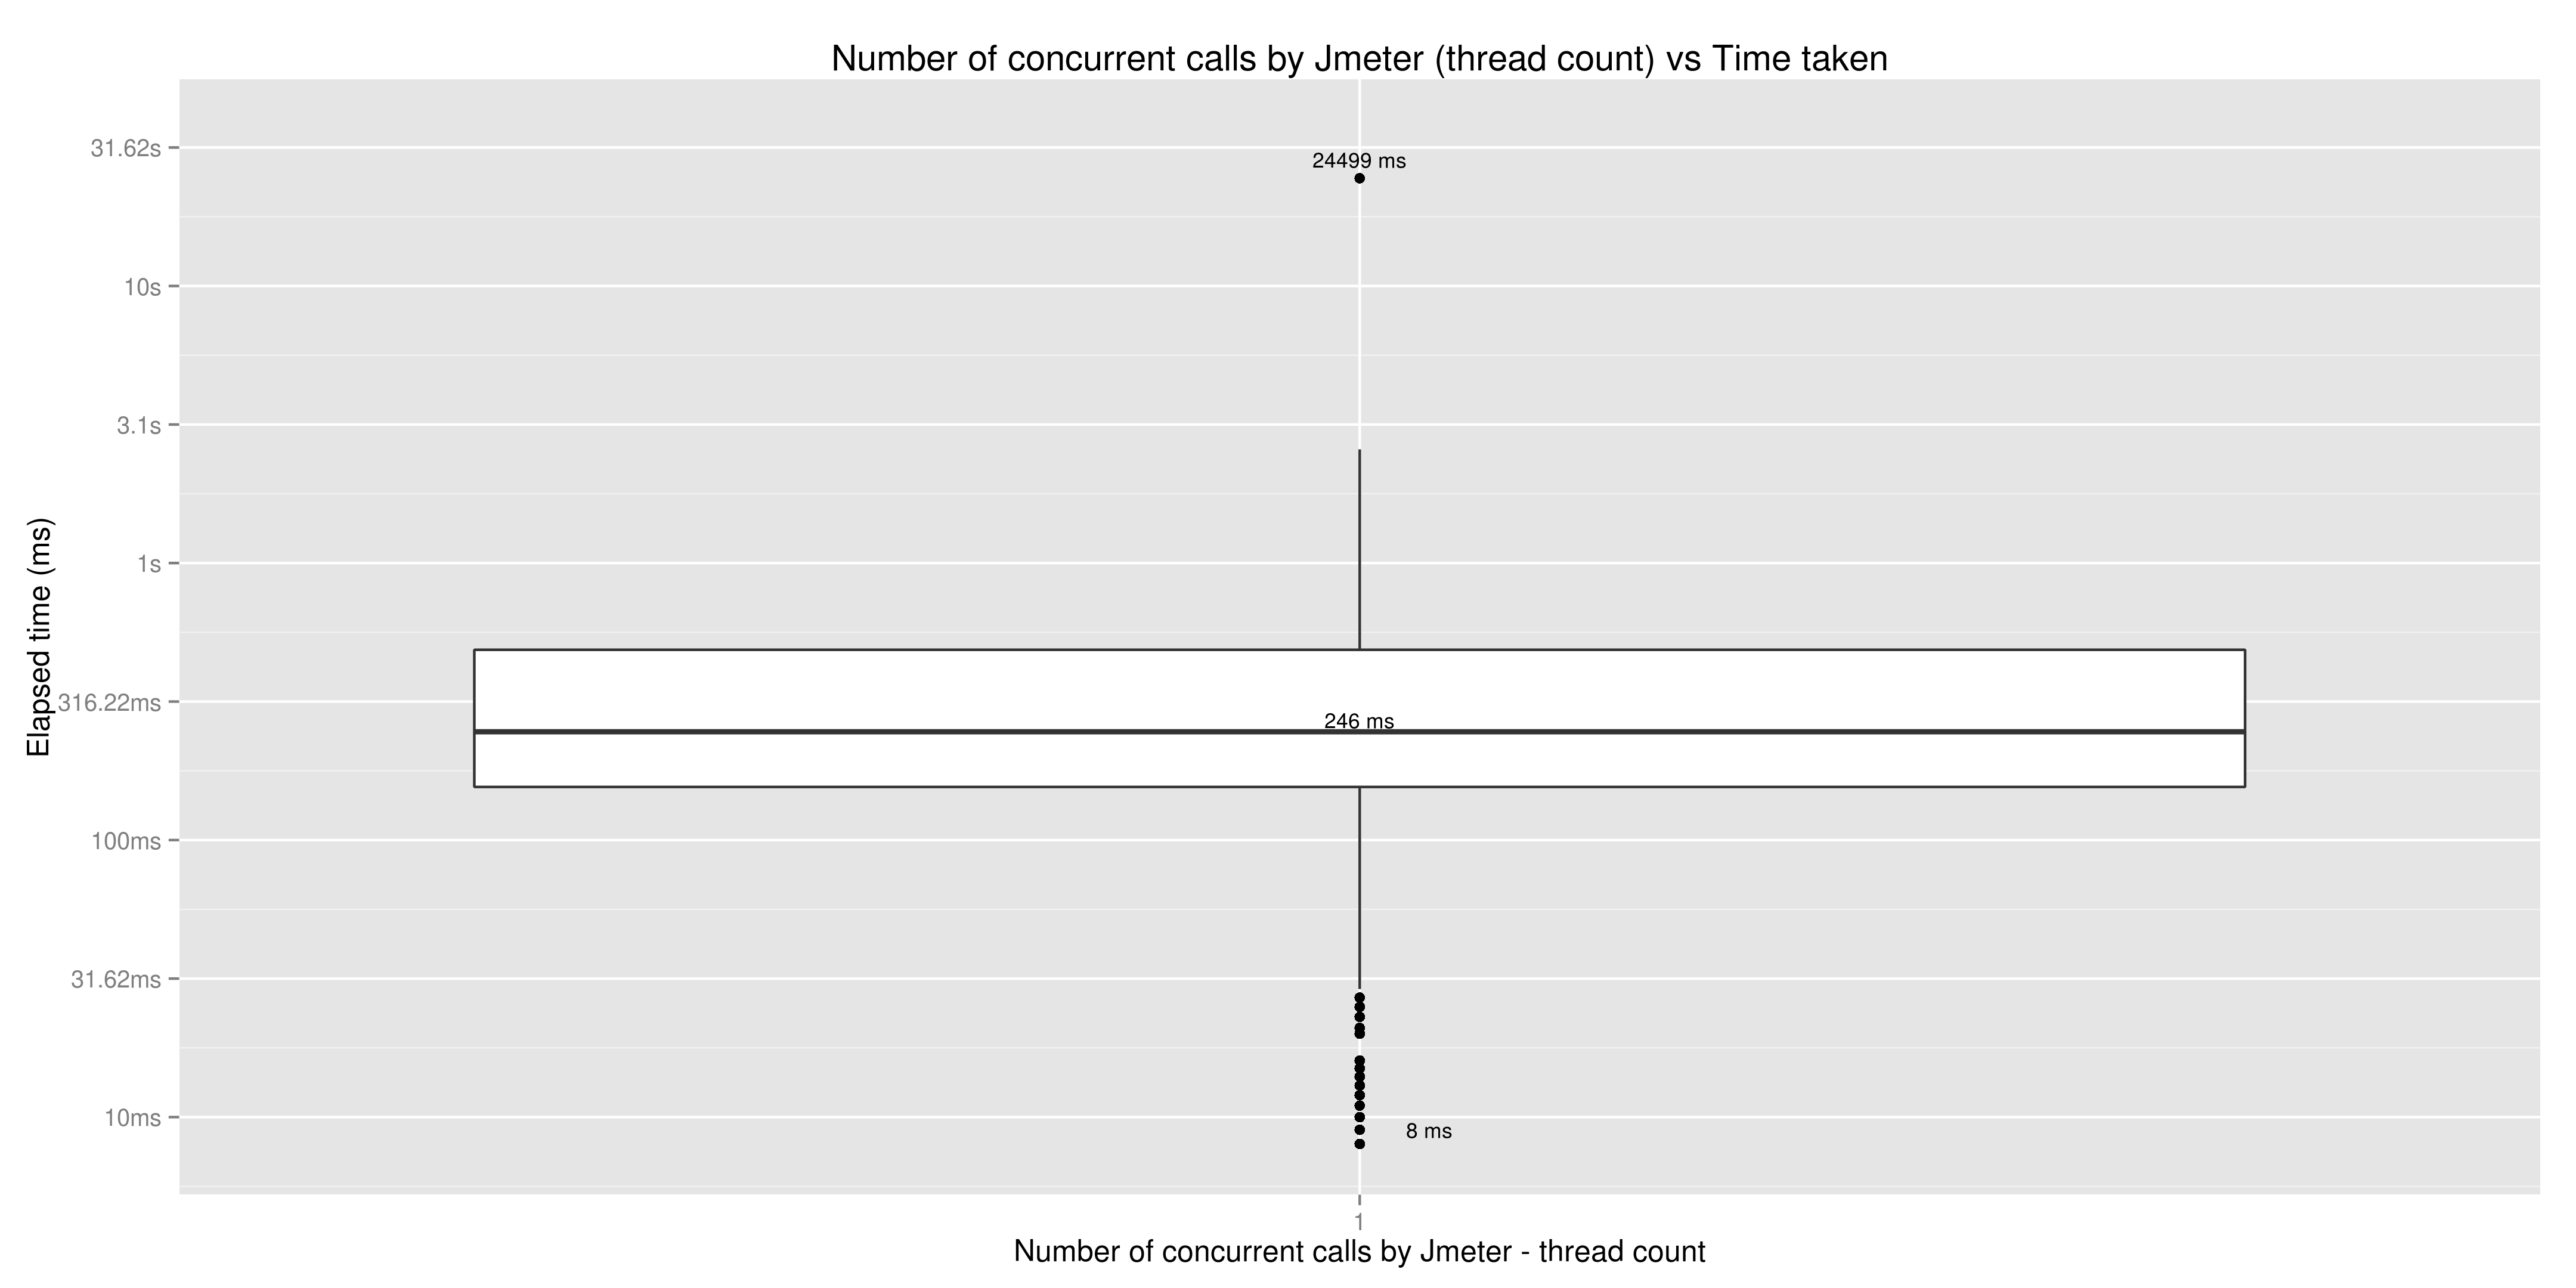 Number of concurrent calls by Jmeter (thread count) vs Time taken
31.62s
24499 ms
10s
3.1s
1s
Elapsed time (ms)
316.22ms
246 ms
100ms
31.62ms
10ms
8 ms
1
Number of concurrent calls by Jmeter - thread count